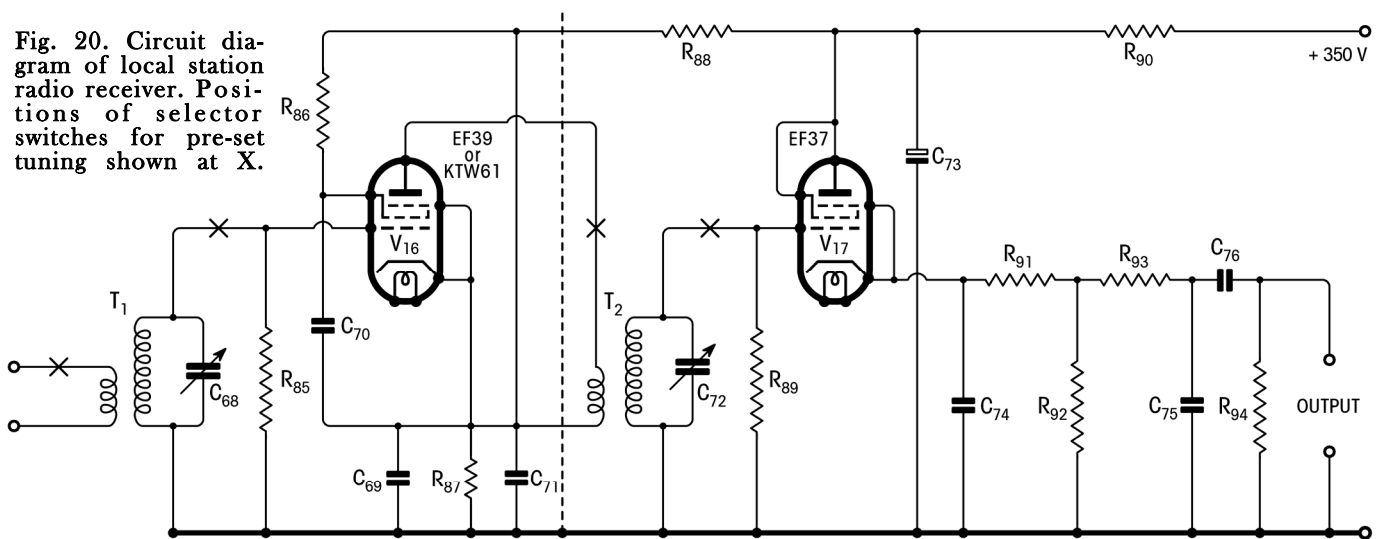 Fig. 20. Circuit dia-
gram of local station
radio receiver. Posi-
tions of selector
switches for pre-set
tuning shown at X.
R88
R90
+ 350 V
R86
EF39
or
KTW61
EF37
C73
V16
V17
R91
R93
C76
T1
C70
T2
C68
R85
C72
R89
C74
R92
C75
R94
OUTPUT
C69
R87
C71